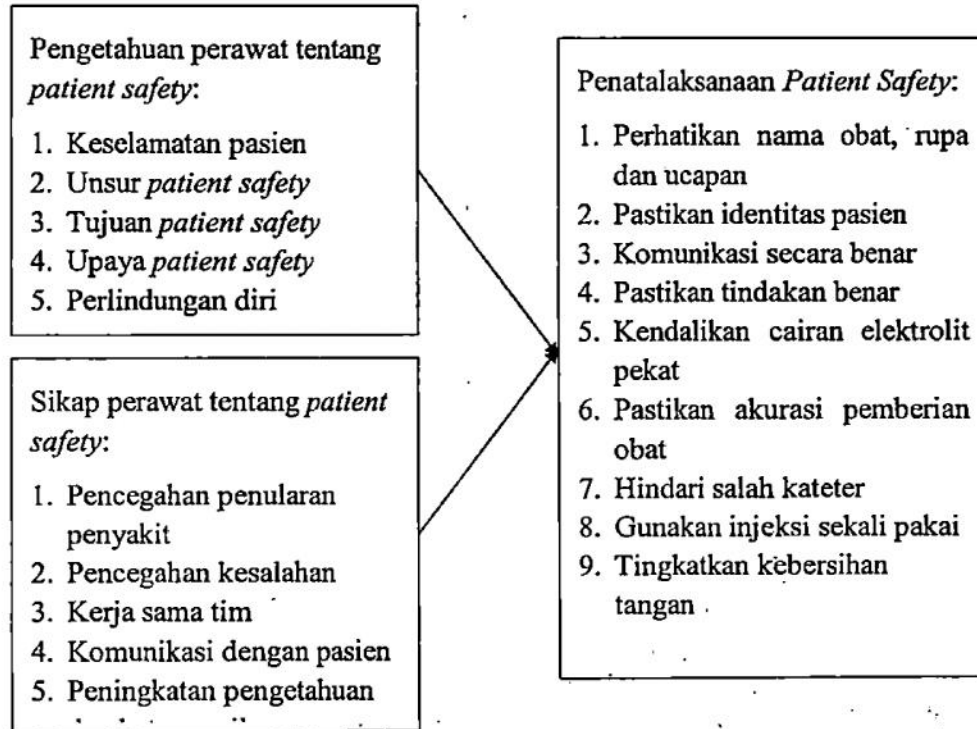 Pengetahuan perawat tentang
patient safety:
1. Keselamatan pasien
2. Unsur patient safety
3. Tujuan patient safety
4. Upaya patient safety
5. Perlindungan diri
Sikap perawat tentang patient
safety:
1. Pencegahan penularan
penyakit
2. Pencegahan kesalahan
3. Kerja sama tim
4. Komunikasi dengan pasien
5. Peningkatan pengetahuan
Penatalaksanaan Patient Safety:
1. Perhatikan nama obat, rupa
dan ucapan
2. Pastikan identitas pasien
3. Komunikasi secara benar
4. Pastikan tindakan benar
5. Kendalikan cairan elektrolit
pekat
6. Pastikan akurasi pemberian
obat
7. Hindari salah kateter
8. Gunakan injeksi sekali pakai
9. Tingkatkan kebersihan
tangan